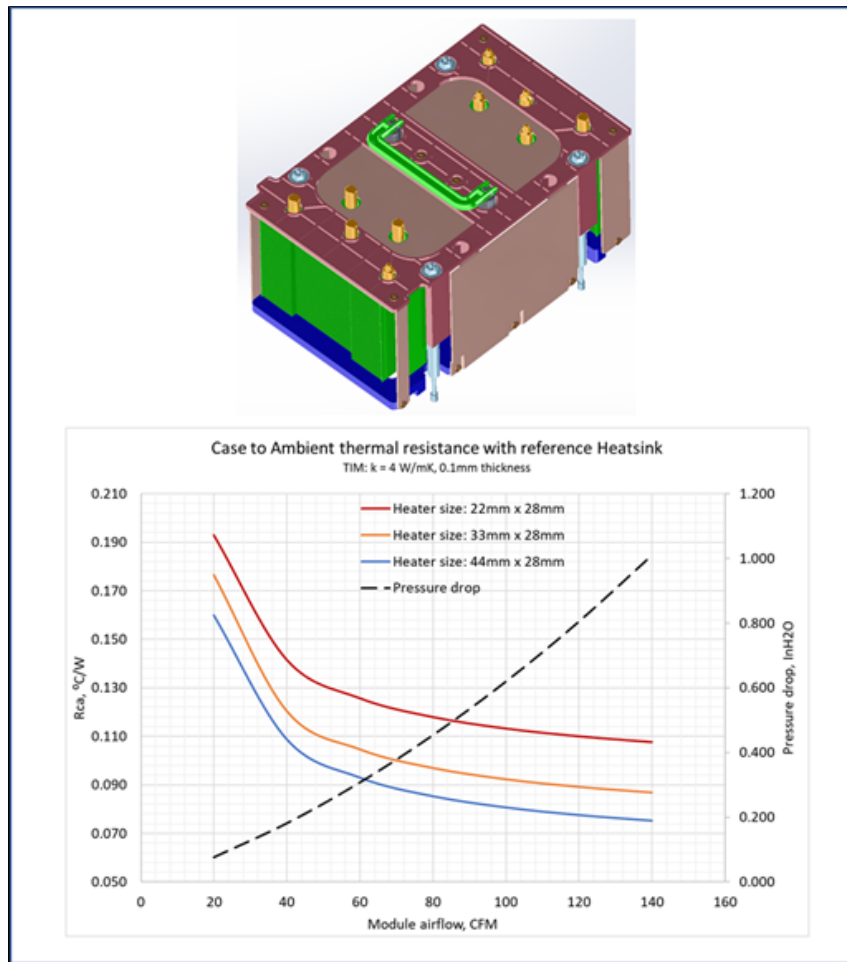 Case to Ambient thermal resistance with reference Heatsink
TIM: k = 4 W/mK, 0.1mm thickness
Heater size: 22mm x 28mm
Heater size: 33mm x 28mm
Heater size: 44mm x 28mm
Pressure drop
Rca, ⁰C/W
0.210
0.190
0.170
0.150
0.130
0.110
0.090
0.070
0.050
1.200
1.000
0.800
0.600
0.400
0.200
0.000
Pressure drop, InH2O
0 20 40 60 80 100 120 140 160
Module airflow, CFM